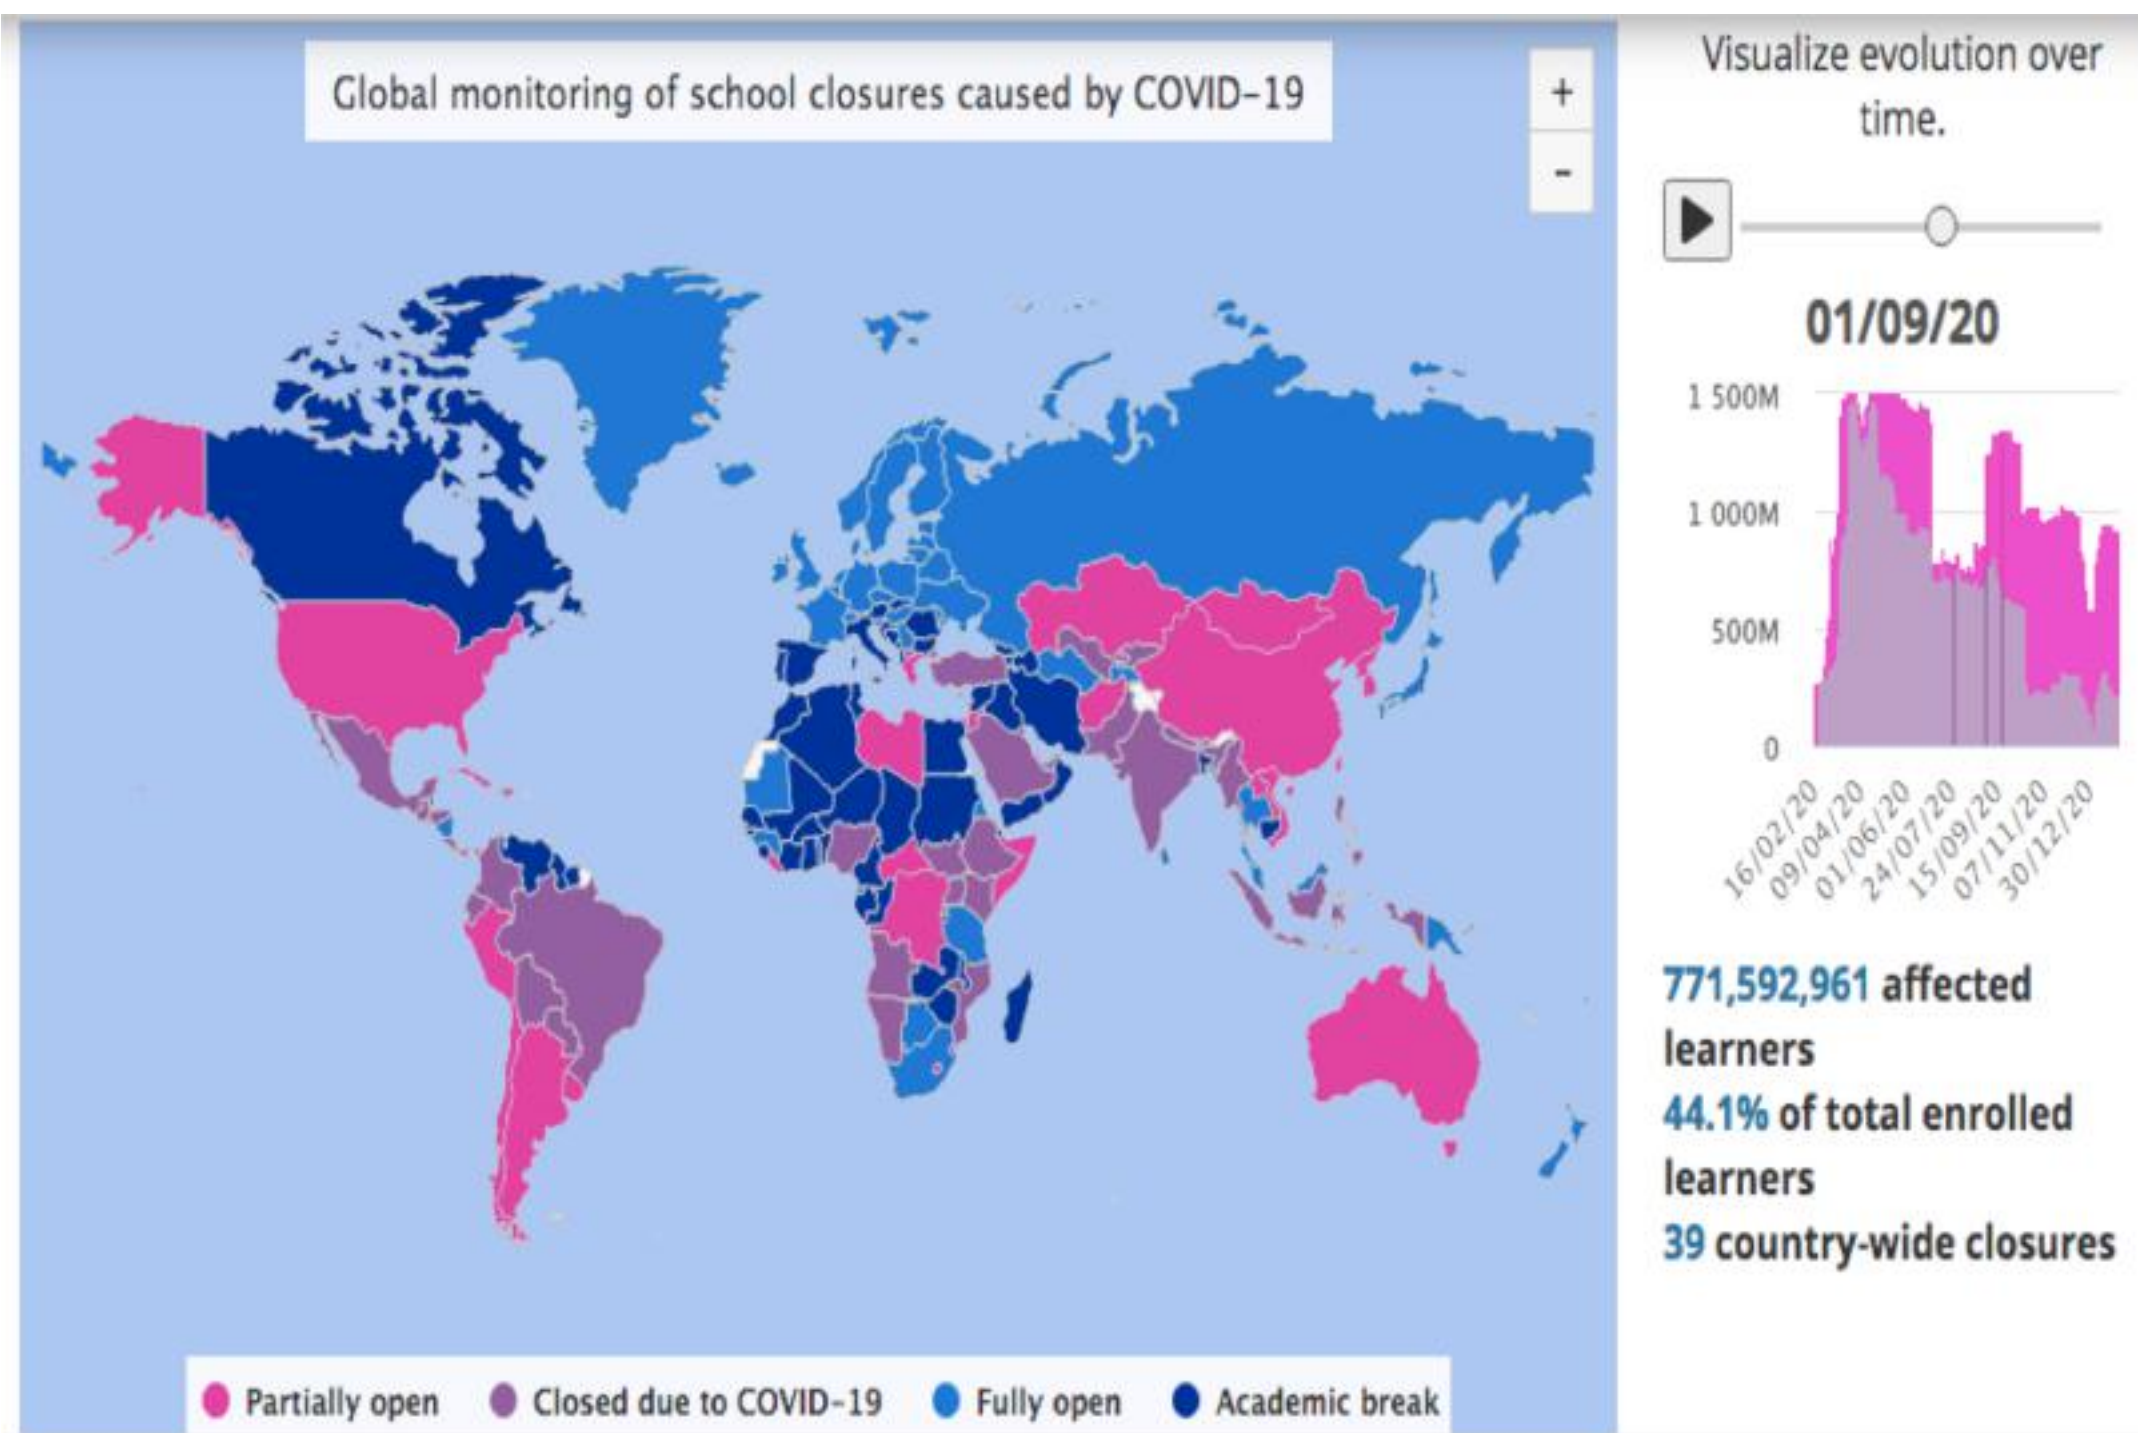 Global monitoring of school closures caused by COVID-19
+
-
Visualize evolution over
time.
01/09/20
1 500M
1 000M
500M
0
16/02/20
09/04/20
01/06/20
24/07/20
15/09/20
07/11/20
30/12/20
771,592,961 affected
learners
44.1% of total enrolled
learners
39 country-wide closures
Partially open
Closed due to COVID-19
Fully open
Academic break